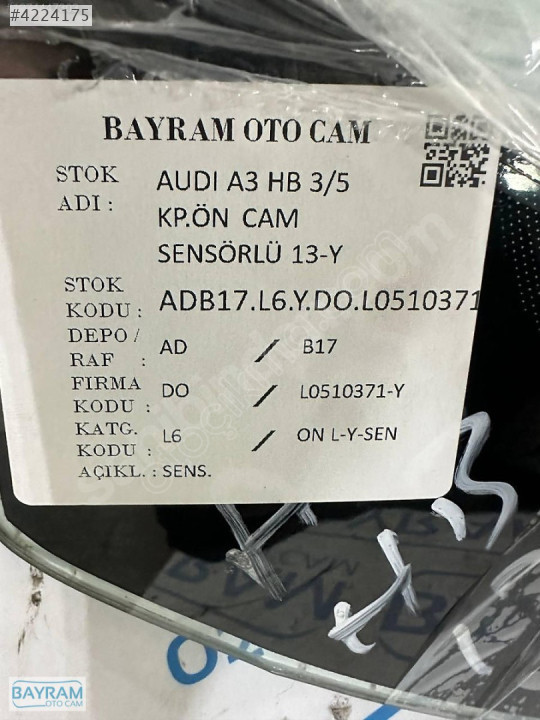 #4224175
BAYRAM OTO CAM
STOK ADI : AUDI A3 HB 3/5
KP.ÖN CAM
SENSÖRLÜ 13-Y
STOK KODU : ADB17.L6.Y.DO.L0510371
DEPO / RAF : AD / B17
FIRMA KODU : DO / L0510371-Y
KATG. KODU : L6 / ON L-Y-SEN
AÇIKL. : SENS.
BAYRAM
OTO CAM